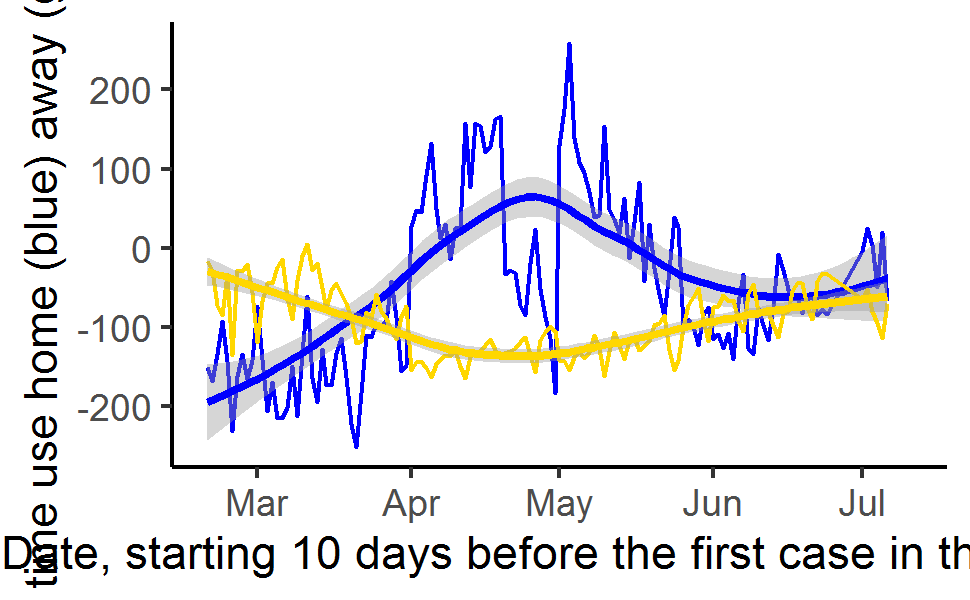 time use home (blue) away (
200
100
0
-100
-200
Mar Apr May Jun Jul
Date, starting 10 days before the first case in th